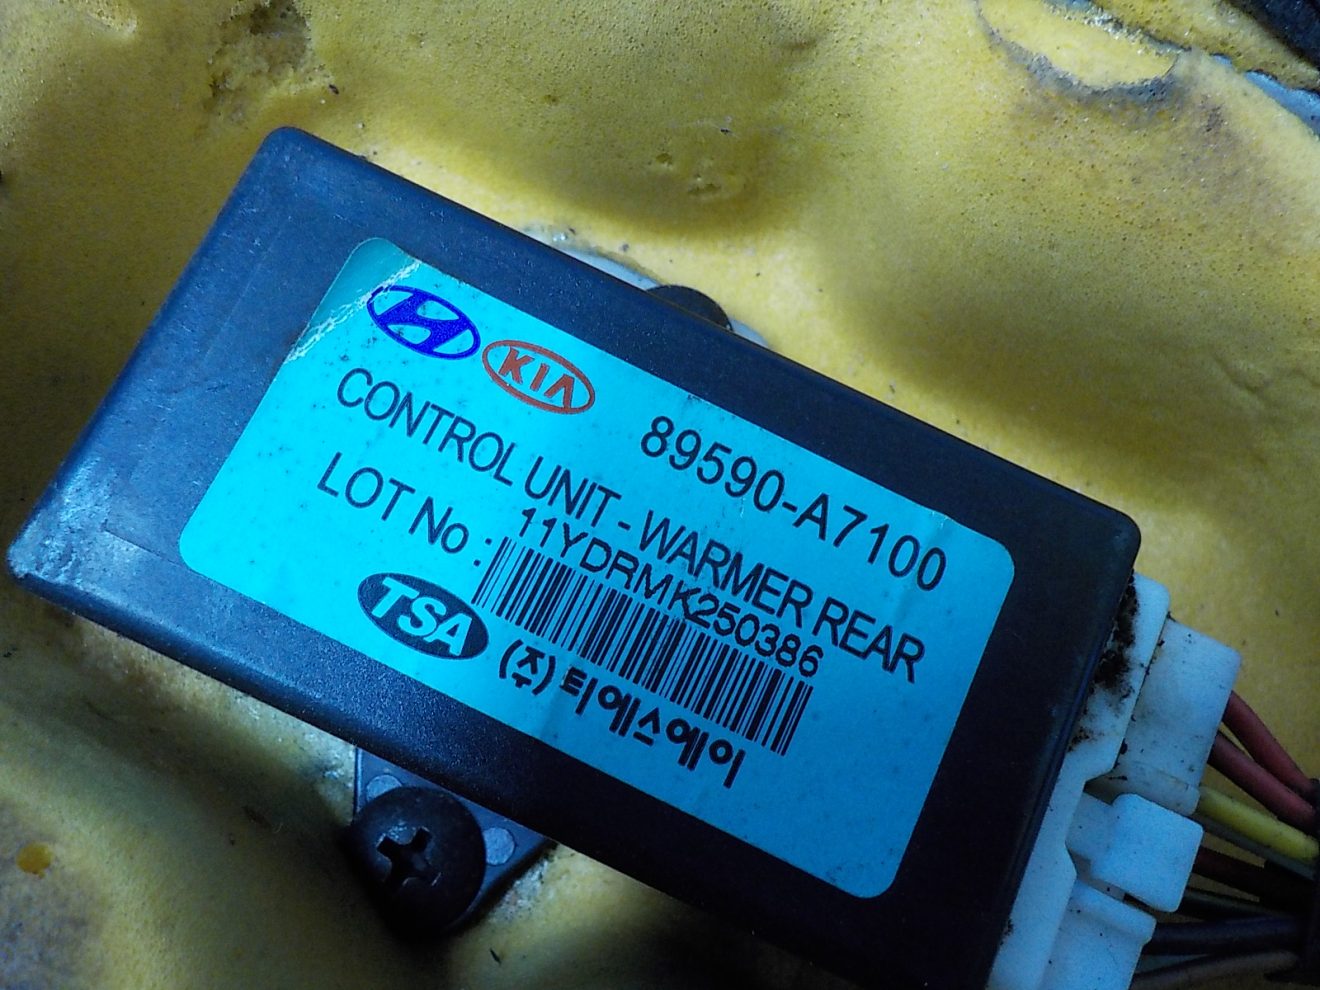 KIA 89590-A7100
CONTROL UNIT - WARMER REAR
LOT No : 11YDRMK250386
TSA (주)티에스에이